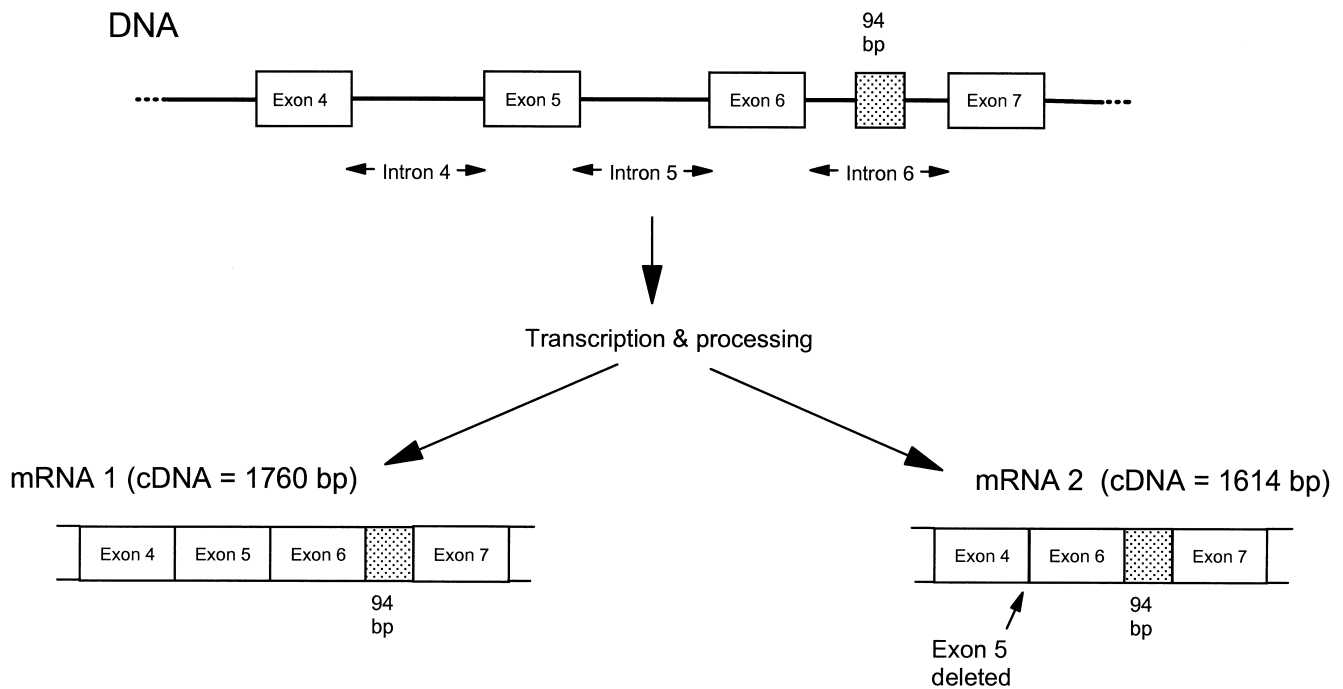 DNA
94
bp
Exon 4
Exon 5
Exon 6
Exon 7
Intron 4
Intron 5
Intron 6
Transcription & processing
mRNA 1 (cDNA = 1760 bp)
Exon 4
Exon 5
Exon 6
Exon 7
94
bp
mRNA 2 (cDNA = 1614 bp)
Exon 4
Exon 6
Exon 7
94
bp
Exon 5
deleted